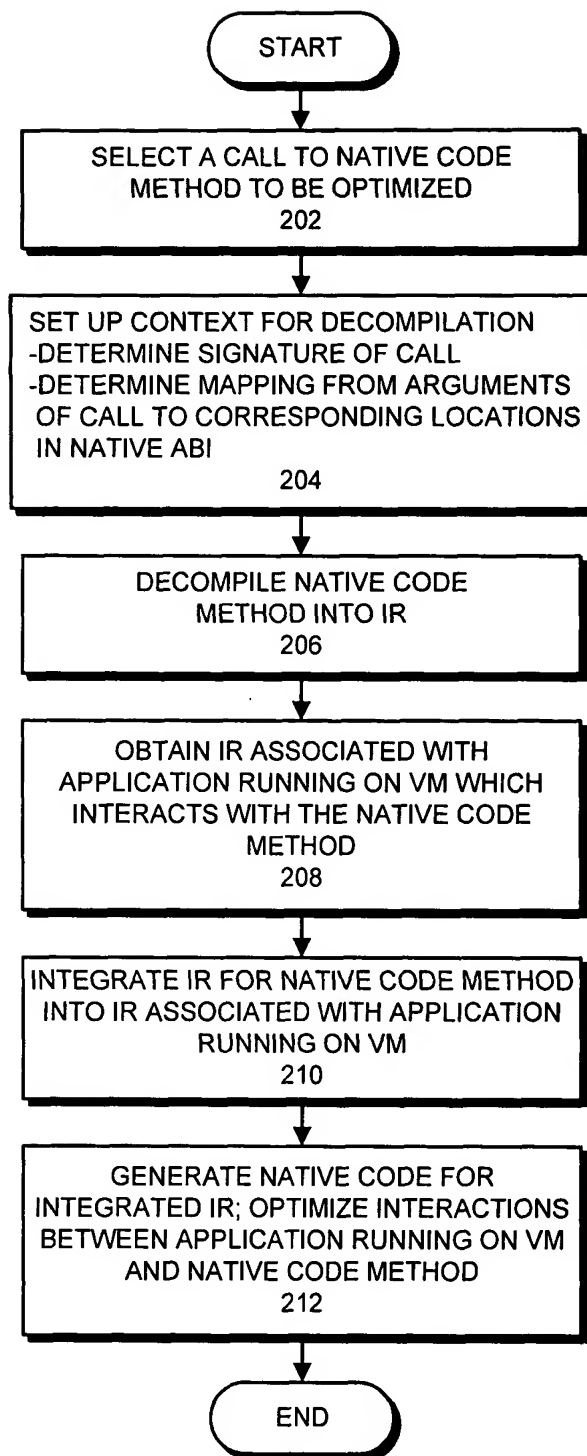 START
SELECT A CALL TO NATIVE CODE
METHOD TO BE OPTIMIZED
202
SET UP CONTEXT FOR DECOMPILATION
-DETERMINE SIGNATURE OF CALL
-DETERMINE MAPPING FROM ARGUMENTS
OF CALL TO CORRESPONDING LOCATIONS
IN NATIVE ABI
204
DECOMPILE NATIVE CODE
METHOD INTO IR
206
OBTAIN IR ASSOCIATED WITH
APPLICATION RUNNING ON VM WHICH
INTERACTS WITH THE NATIVE CODE
METHOD
208
INTEGRATE IR FOR NATIVE CODE METHOD
INTO IR ASSOCIATED WITH APPLICATION
RUNNING ON VM
210
GENERATE NATIVE CODE FOR
INTEGRATED IR; OPTIMIZE INTERACTIONS
BETWEEN APPLICATION RUNNING ON VM
AND NATIVE CODE METHOD
212
END